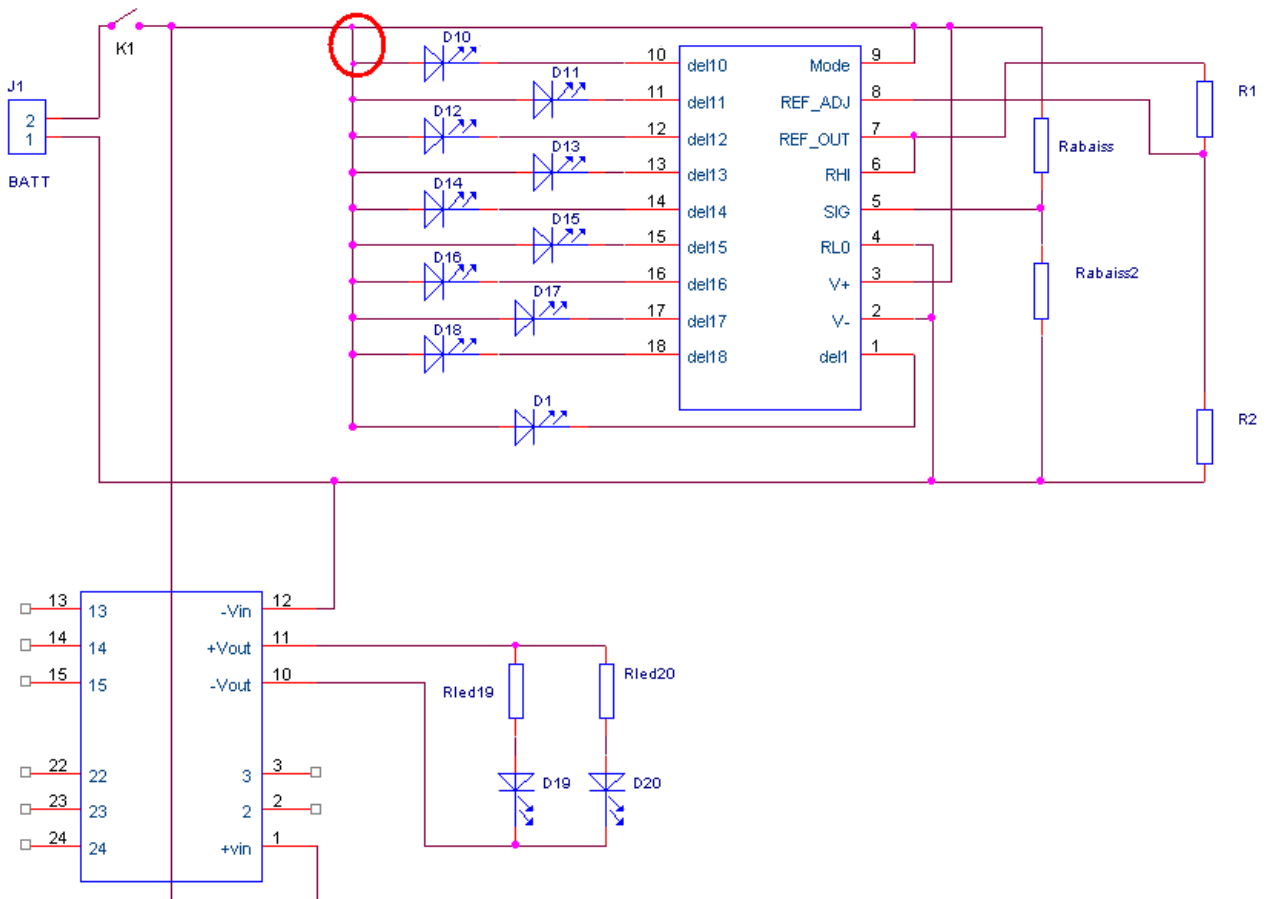 K1
J1
2
1
BATT
D10
D11
D12
D13
D14
D15
D16
D17
D18
D1
10 del10 Mode 9
11 del11 REF_ADJ 8
12 del12 REF_OUT 7
13 del13 RHI 6
14 del14 SIG 5
15 del15 RL0 4
16 del16 V+ 3
17 del17 V- 2
18 del18 del1 1
Rabaiss
Rabaiss2
R1
R2
13 13 -Vin 12
14 14 +Vout 11
15 15 -Vout 10
22 22 3 3
23 23 2 2
24 24 +vin 1
Rled19
Rled20
D19
D20